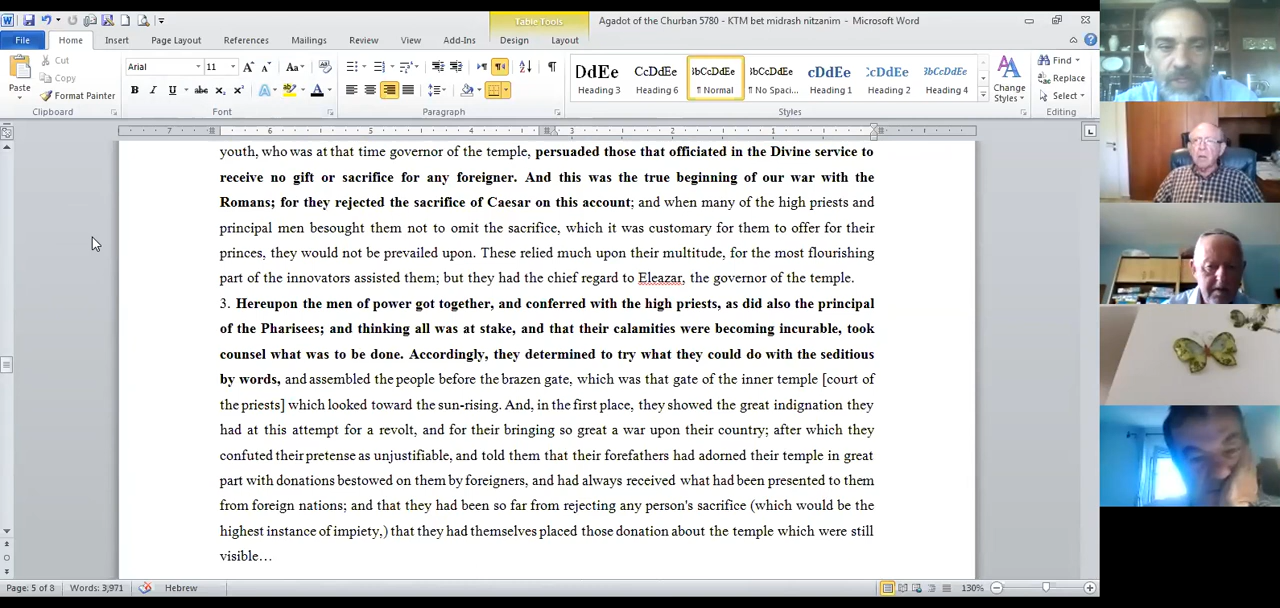 Table Tools
Agadot of the Churban 5780 - KTM bet midrash nitzanim - Microsoft Word
File Home Insert Page Layout References Mailings Review View Add-Ins Design Layout
Paste
Cut
Copy
Format Painter
Clipboard
Arial 11
B I U abc x₂ x²
Font
Paragraph
DdEe CcDdEe bCcDdEe bCcDdEe cDdEe CcDdEe bCcDdEe
Heading 3 Heading 6 ¶ Normal ¶ No Spaci... Heading 1 Heading 2 Heading 4
Styles
Change Styles
Find
Replace
Select
Editing
7 6 5 4 3 2 1
youth, who was at that time governor of the temple, persuaded those that officiated in the Divine service to
receive no gift or sacrifice for any foreigner. And this was the true beginning of our war with the
Romans; for they rejected the sacrifice of Caesar on this account; and when many of the high priests and
principal men besought them not to omit the sacrifice, which it was customary for them to offer for their
princes, they would not be prevailed upon. These relied much upon their multitude, for the most flourishing
part of the innovators assisted them; but they had the chief regard to Eleazar, the governor of the temple.
3. Hereupon the men of power got together, and conferred with the high priests, as did also the principal
of the Pharisees; and thinking all was at stake, and that their calamities were becoming incurable, took
counsel what was to be done. Accordingly, they determined to try what they could do with the seditious
by words, and assembled the people before the brazen gate, which was that gate of the inner temple [court of
the priests] which looked toward the sun-rising. And, in the first place, they showed the great indignation they
had at this attempt for a revolt, and for their bringing so great a war upon their country; after which they
confuted their pretense as unjustifiable, and told them that their forefathers had adorned their temple in great
part with donations bestowed on them by foreigners, and had always received what had been presented to them
from foreign nations; and that they had been so far from rejecting any person's sacrifice (which would be the
highest instance of impiety,) that they had themselves placed those donation about the temple which were still
visible…
Page: 5 of 8 Words: 3,971 Hebrew 130%